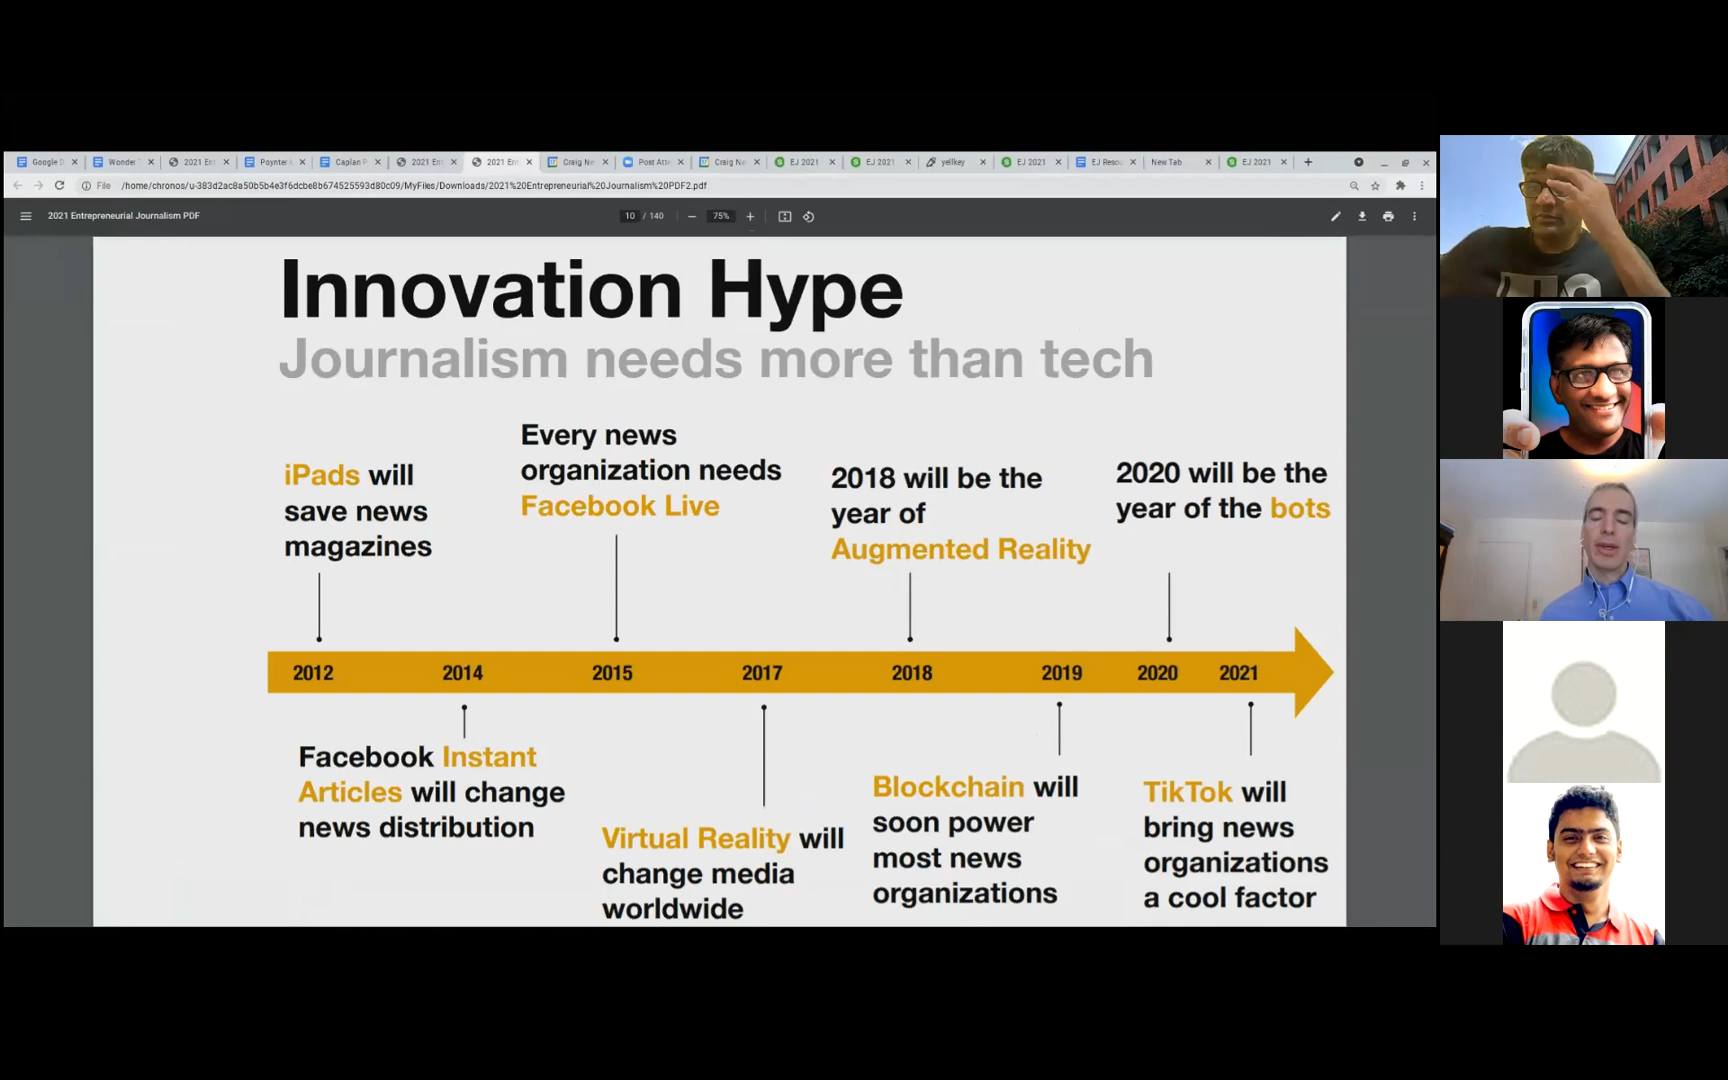 Google D
Wonder
2021 En
Poynter
Caplan P
2021 Ent
2021 Ent
Craig Ne
Post Atte
Craig Ne
EJ 2021
EJ 2021
yellkey
EJ 2021
EJ Reso
New Tab
EJ 2021
File /home/chronos/u-383d2ac8a50b5b4e3f6dcbe8b674525593d80c09/MyFiles/Downloads/2021%20Entrepreneurial%20Journalism%20PDF2.pdf
2021 Entrepreneurial Journalism PDF
10 / 140
75%
Innovation Hype
Journalism needs more than tech
iPads will
save news
magazines
Every news
organization needs
Facebook Live
2018 will be the
year of
Augmented Reality
2020 will be the
year of the bots
2012 2014 2015 2017 2018 2019 2020 2021
Facebook Instant
Articles will change
news distribution
Virtual Reality will
change media
worldwide
Blockchain will
soon power
most news
organizations
TikTok will
bring news
organizations
a cool factor